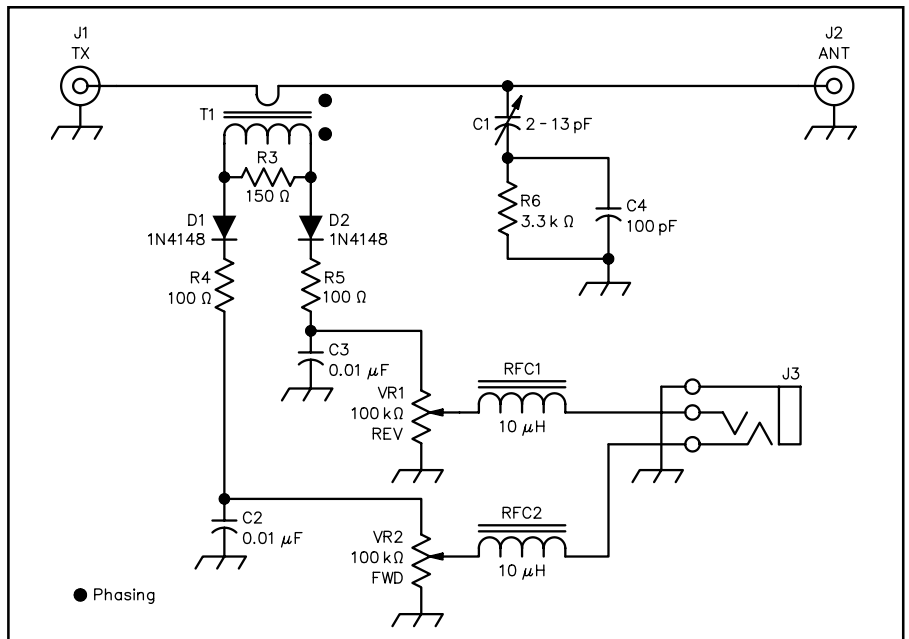 J1
TX
J2
ANT
T1
C1
2-13 pF
R3
150 Ω
R6
3.3 k Ω
C4
100 pF
D1
1N4148
D2
1N4148
R4
100 Ω
R5
100 Ω
C3
0.01 μF
VR1
100 kΩ
REV
RFC1
10 μH
J3
C2
0.01 μF
VR2
100 kΩ
FWD
RFC2
10 μH
Phasing